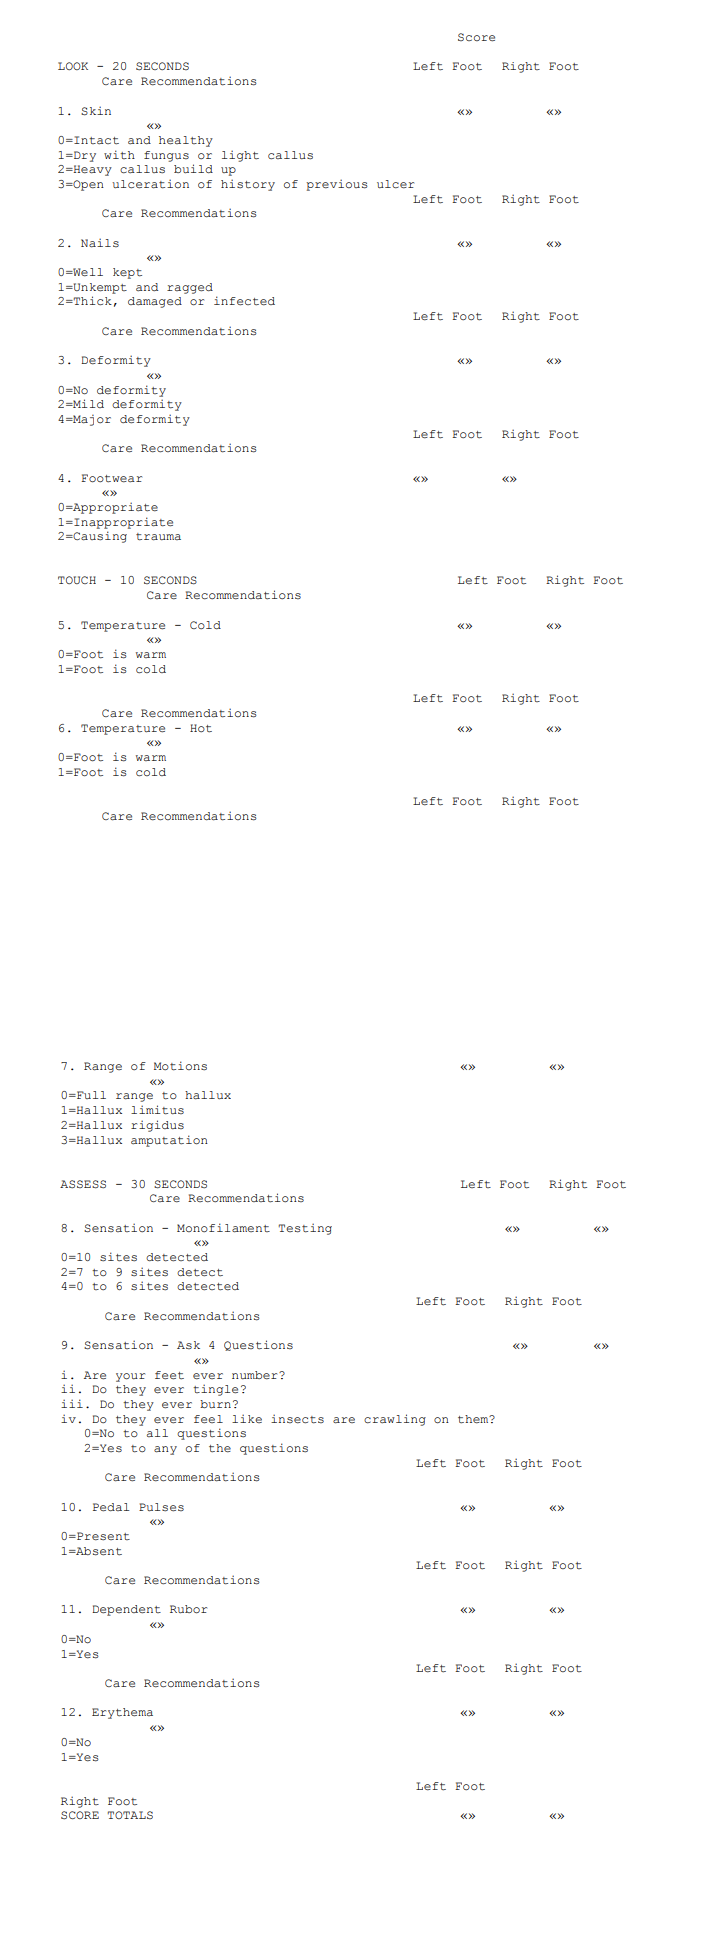 Score
LOOK - 20 SECONDS Left Foot Right Foot
Care Recommendations
1. Skin «» «»
«»
0=Intact and healthy
1=Dry with fungus or light callus
2=Heavy callus build up
3=Open ulceration of history of previous ulcer
Left Foot Right Foot
Care Recommendations
2. Nails «» «»
«»
0=Well kept
1=Unkempt and ragged
2=Thick, damaged or infected
Left Foot Right Foot
Care Recommendations
3. Deformity «» «»
«»
0=No deformity
2=Mild deformity
4=Major deformity
Left Foot Right Foot
Care Recommendations
4. Footwear «» «»
«»
0=Appropriate
1=Inappropriate
2=Causing trauma
TOUCH - 10 SECONDS Left Foot Right Foot
Care Recommendations
5. Temperature - Cold «» «»
«»
0=Foot is warm
1=Foot is cold
Left Foot Right Foot
Care Recommendations
6. Temperature - Hot «» «»
«»
0=Foot is warm
1=Foot is cold
Left Foot Right Foot
Care Recommendations
7. Range of Motions «» «»
«»
0=Full range to hallux
1=Hallux limitus
2=Hallux rigidus
3=Hallux amputation
ASSESS - 30 SECONDS Left Foot Right Foot
Care Recommendations
8. Sensation - Monofilament Testing «» «»
«»
0=10 sites detected
2=7 to 9 sites detect
4=0 to 6 sites detected
Left Foot Right Foot
Care Recommendations
9. Sensation - Ask 4 Questions «» «»
«»
i. Are your feet ever number?
ii. Do they ever tingle?
iii. Do they ever burn?
iv. Do they ever feel like insects are crawling on them?
0=No to all questions
2=Yes to any of the questions
Left Foot Right Foot
Care Recommendations
10. Pedal Pulses «» «»
«»
0=Present
1=Absent
Left Foot Right Foot
Care Recommendations
11. Dependent Rubor «» «»
«»
0=No
1=Yes
Left Foot Right Foot
Care Recommendations
12. Erythema «» «»
«»
0=No
1=Yes
Left Foot
Right Foot
SCORE TOTALS «» «»